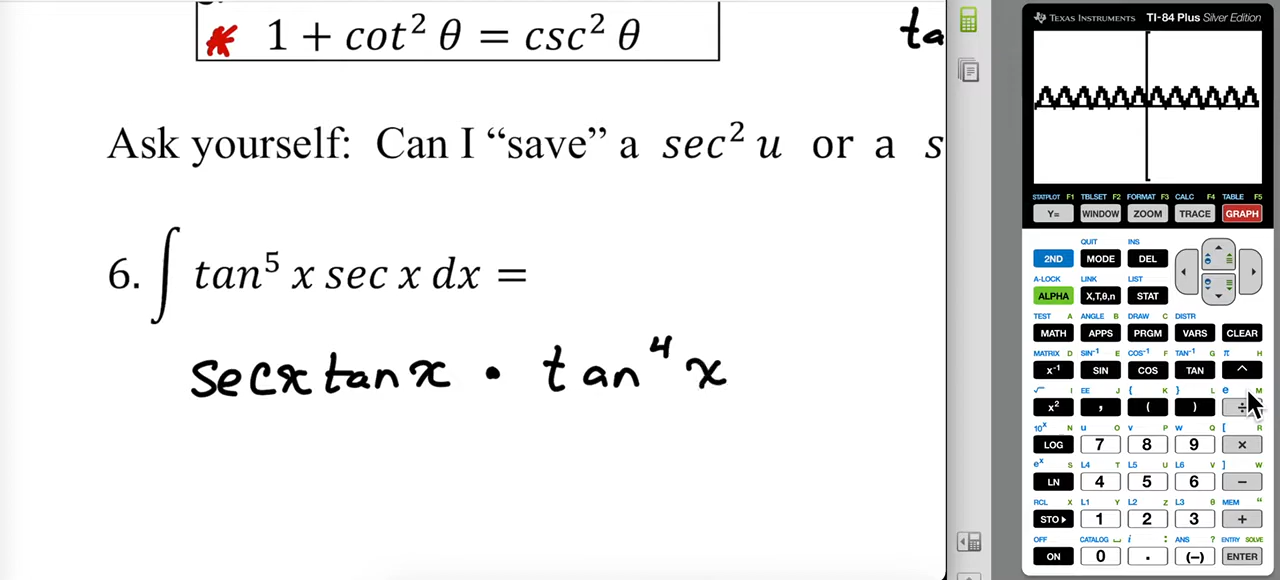 * 1 + cot² θ = csc² θ
ta
Ask yourself: Can I “save” a sec² u or a s
6. ∫ tan⁵ x sec x dx =
secx tan x • tan⁴ x
TEXAS INSTRUMENTS TI-84 Plus Silver Edition
STATPLOT F1 TBLSET F2 FORMAT F3 CALC F4 TABLE F5
Y= WINDOW ZOOM TRACE GRAPH
QUIT INS
2ND MODE DEL
A-LOCK LINK LIST
ALPHA X,T,θ,n STAT
TEST A ANGLE B DRAW C DISTR
MATH APPS PRGM VARS CLEAR
MATRIX D SIN⁻¹ E COS⁻¹ F TAN⁻¹ G π H
x⁻¹ SIN COS TAN ^
√ I EE J { K } L e M
x² , ( ) ÷
10ˣ N u O v P w Q [ R
LOG 7 8 9 ×
eˣ S L4 T L5 U L6 V ] W
LN 4 5 6 −
RCL X L1 Y L2 Z L3 θ MEM "
STO▸ 1 2 3 +
OFF CATALOG ⎵ i : ANS ? ENTRY SOLVE
ON 0 . (−) ENTER